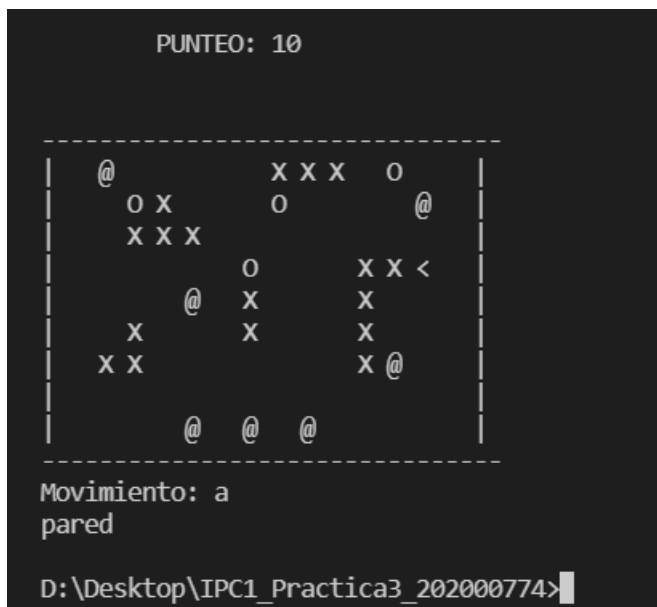 PUNTEO: 10
--------------------------------
|   @           X X X   O     |
|     O X       O         @   |
|     X X X                   |
|             O       X X <   |
|         @   X       X       |
|     X       X       X       |
|   X X               X @     |
|                             |
|         @   @   @           |
--------------------------------
Movimiento: a
pared
D:\Desktop\IPC1_Practica3_202000774>